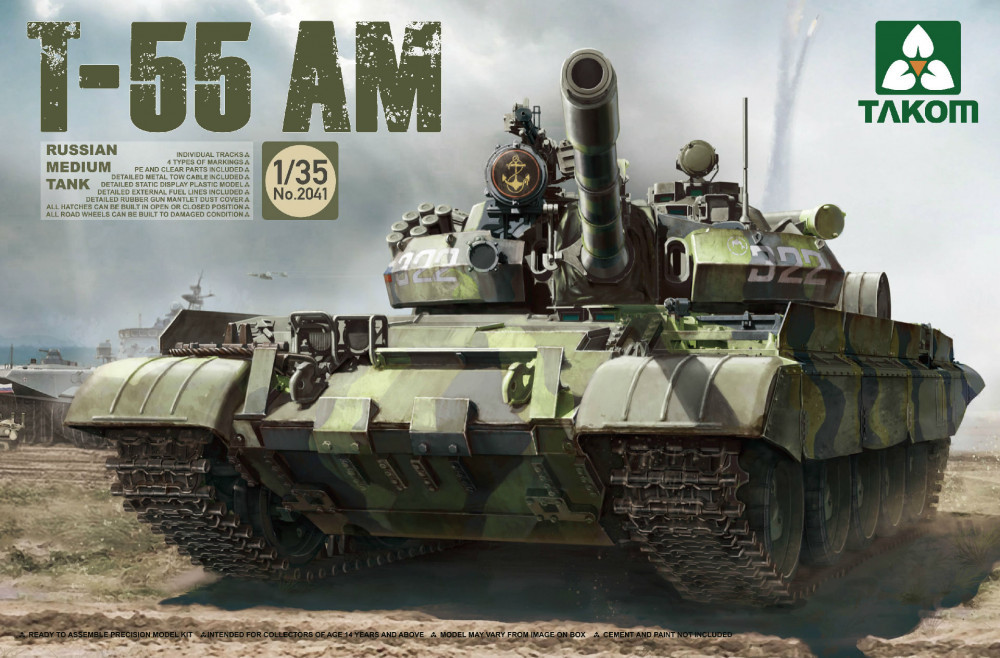 T-55 AM
TAKOM
RUSSIAN
MEDIUM
TANK
INDIVIDUAL TRACKS
4 TYPES OF MARKINGS
PE AND CLEAR PARTS INCLUDED
DETAILED METAL TOW CABLE INCLUDED
DETAILED STATIC DISPLAY PLASTIC MODEL
DETAILED EXTERNAL FUEL LINES INCLUDED
DETAILED RUBBER GUN MANTLET DUST COVER
ALL HATCHES CAN BE BUILT IN OPEN OR CLOSED POSITION
ALL ROAD WHEELS CAN BE BUILT TO DAMAGED CONDITION
1/35
No.2041
322
322
READY TO ASSEMBLE PRECISION MODEL KIT INTENDED FOR COLLECTORS OF AGE 14 YEARS AND ABOVE MODEL MAY VARY FROM IMAGE ON BOX CEMENT AND PAINT NOT INCLUDED